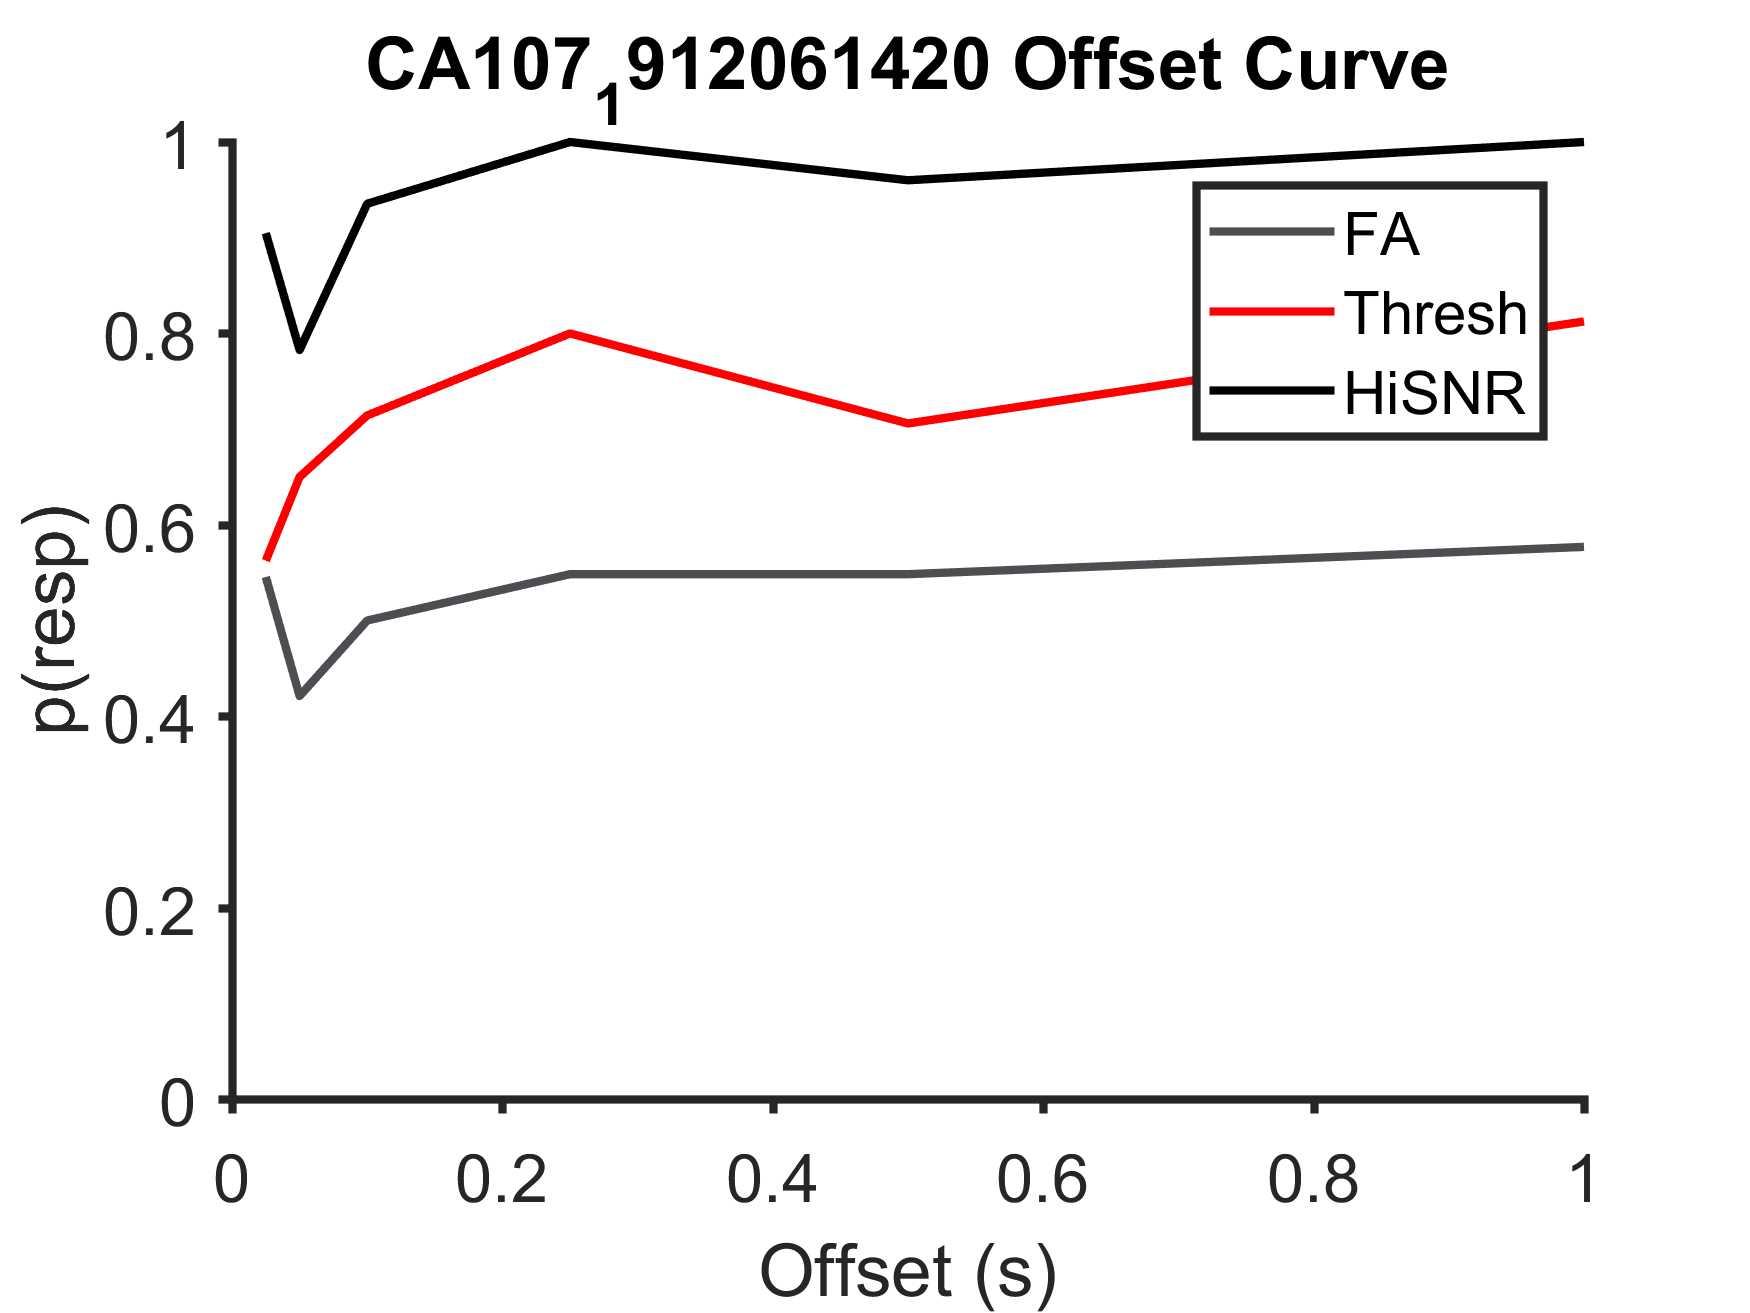 CA107₁912061420 Offset Curve
1
0.8
0.6
0.4
0.2
0
p(resp)
FA
Thresh
HiSNR
0 0.2 0.4 0.6 0.8 1
Offset (s)